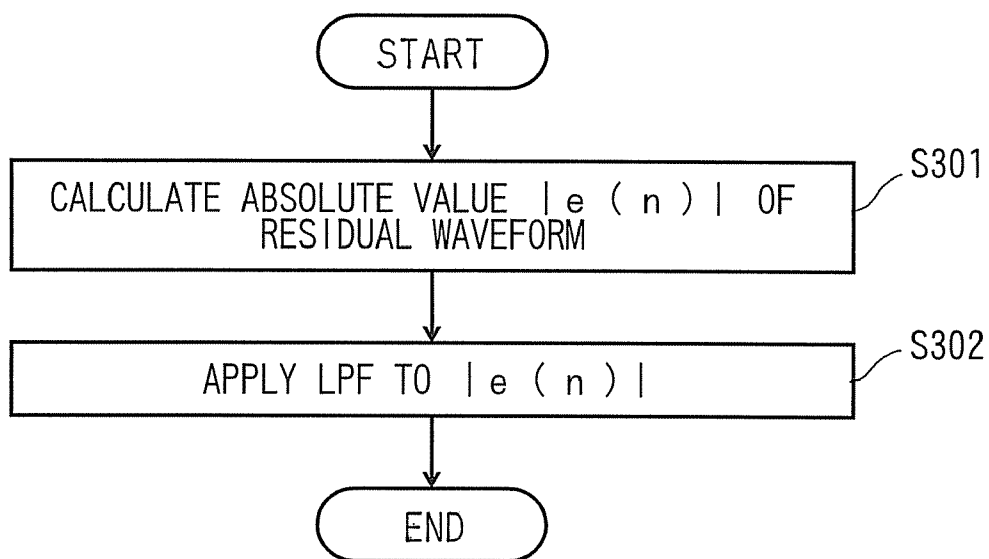 START
S301
CALCULATE ABSOLUTE VALUE |e(n)| OF
RESIDUAL WAVEFORM
S302
APPLY LPF TO |e(n)|
END